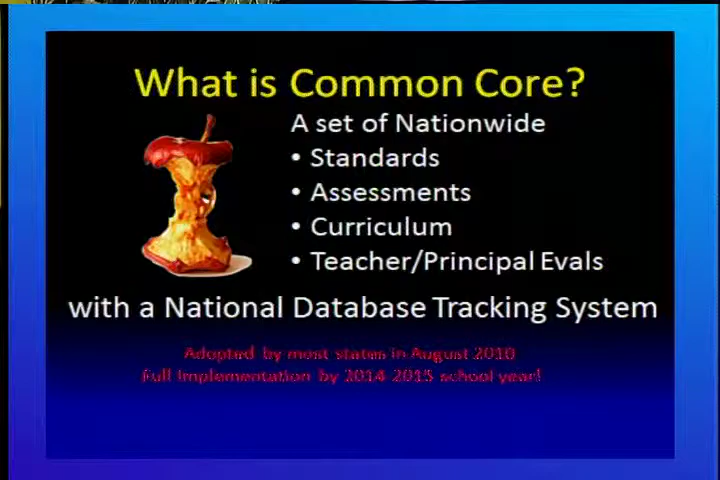 What is Common Core?
A set of Nationwide
• Standards
• Assessments
• Curriculum
• Teacher/Principal Evals
with a National Database Tracking System
Adopted by most states in August 2010
Full Implementation by 2014-2015 school year!